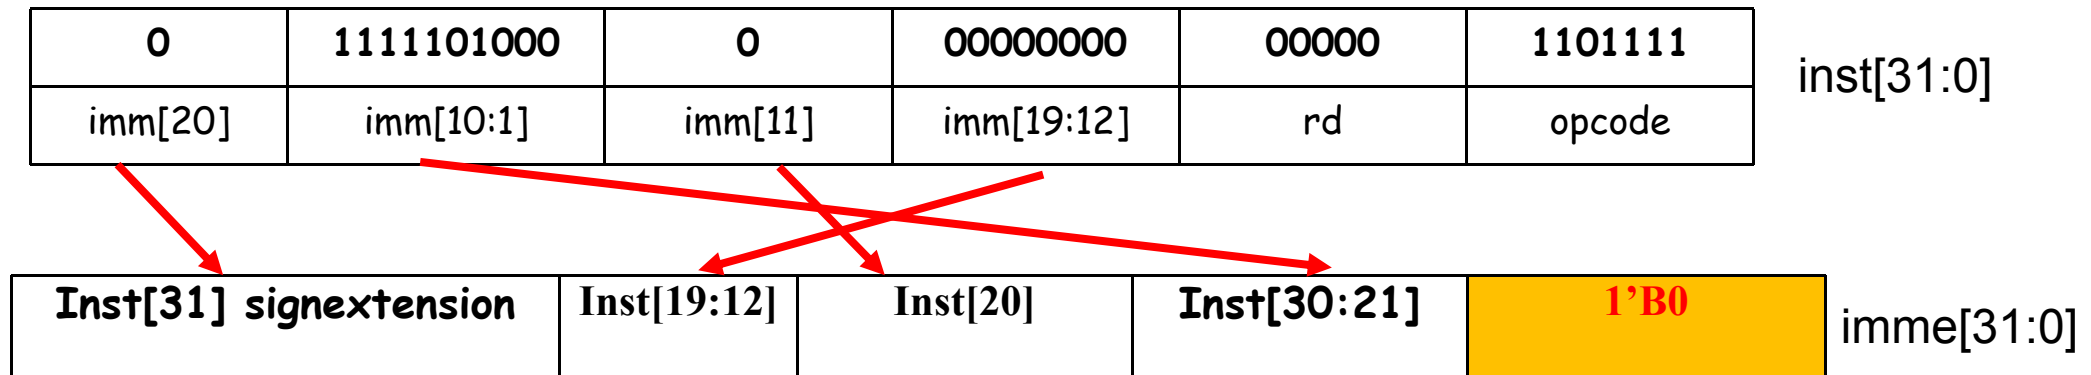 0 1111101000 0 00000000 00000 1101111
inst[31:0]
imm[20] imm[10:1] imm[11] imm[19:12] rd opcode
Inst[31] signextension Inst[19:12] Inst[20] Inst[30:21] 1’B0
imme[31:0]